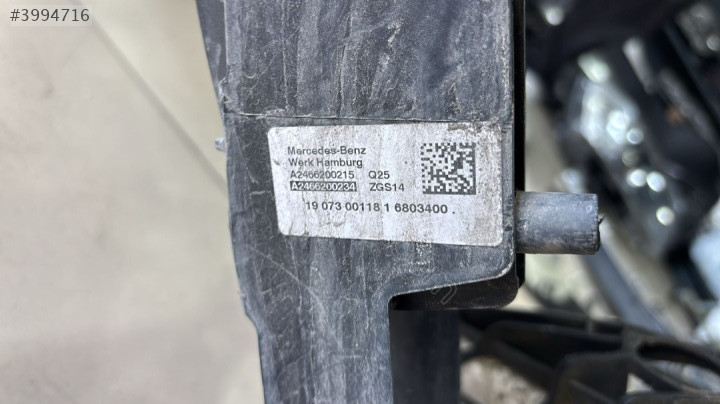 #3994716
Mercedes-Benz
Werk Hamburg
A2466200215 Q25
A2466200234 ZGS14
19 073 00118 1 6803400 .